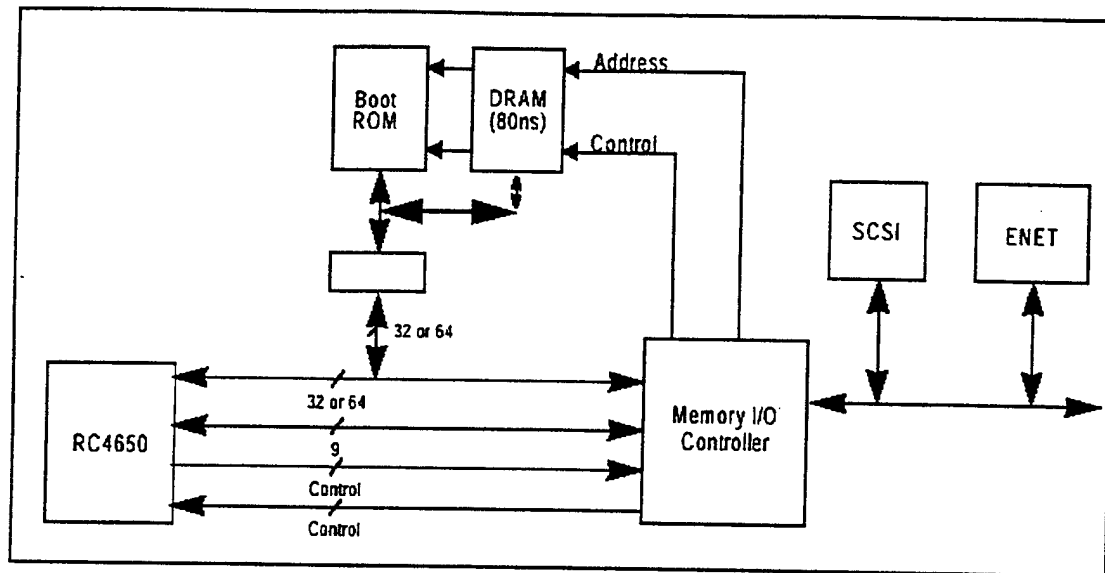 Address
Boot
ROM
DRAM
(80ns)
Control
SCSI
ENET
32 or 64
32 or 64
RC4650
Memory I/O
Controller
9
Control
Control